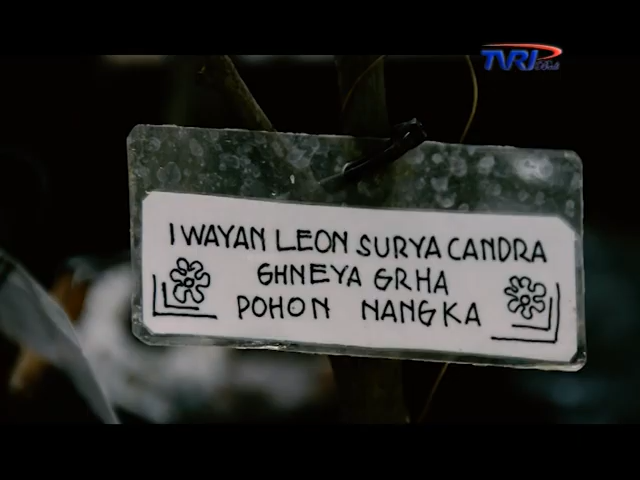 TVRI
I WAYAN LEON SURYA CANDRA
GHNEYA GRHA
POHON NANGKA